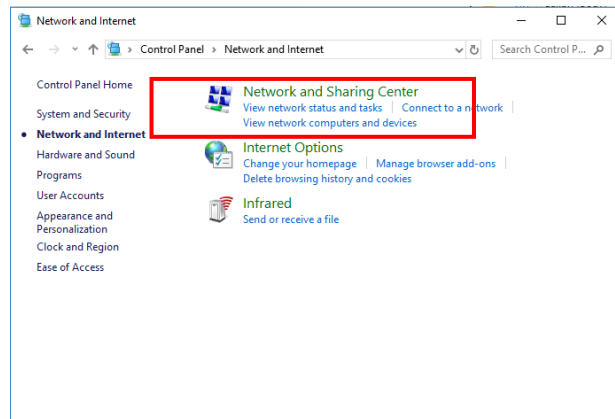 Network and Internet
Control Panel > Network and Internet
Search Control P...
Control Panel Home
System and Security
Network and Internet
Hardware and Sound
Programs
User Accounts
Appearance and
Personalization
Clock and Region
Ease of Access
Network and Sharing Center
View network status and tasks | Connect to a network
View network computers and devices
Internet Options
Change your homepage | Manage browser add-ons
Delete browsing history and cookies
Infrared
Send or receive a file